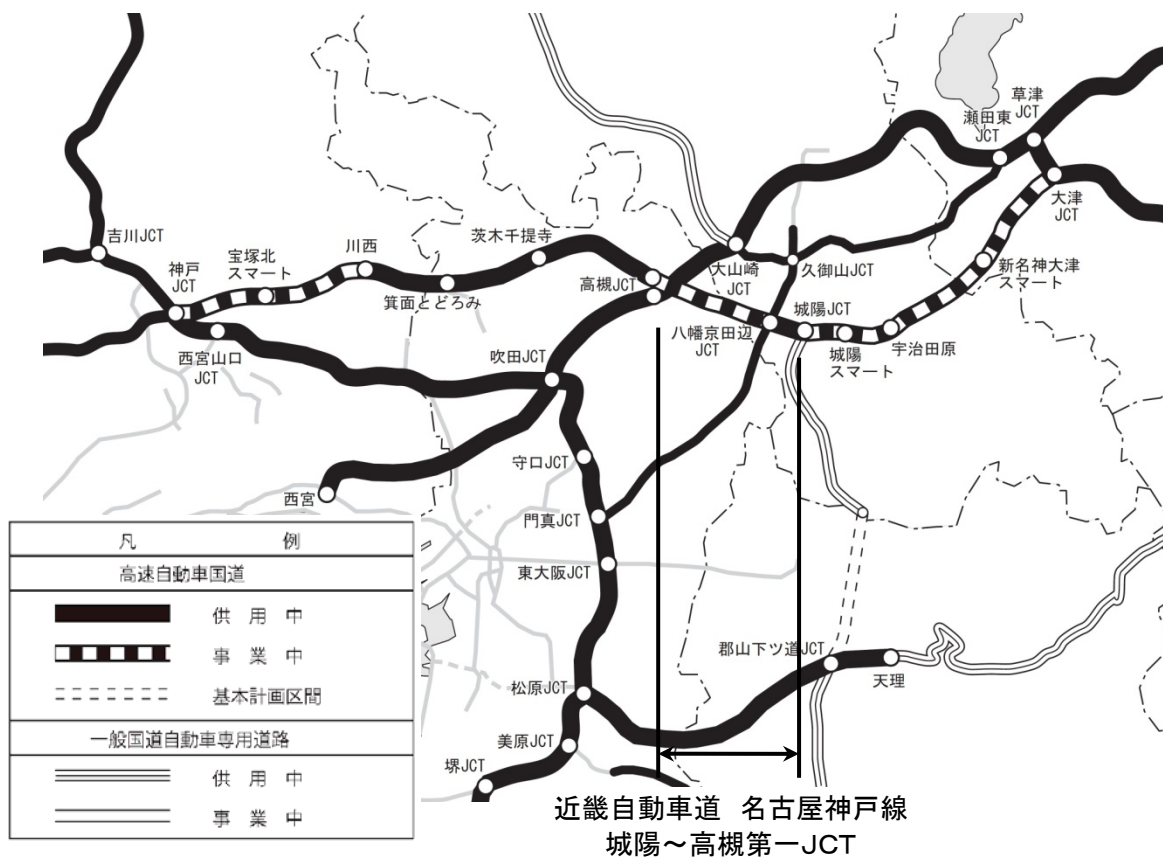 草津
JCT
瀬田東
JCT
大津
JCT
吉川JCT
神戸
JCT
宝塚北
スマート
川西
茨木千提寺
箕面とどろみ
高槻JCT
大山崎
JCT
久御山JCT
新名神大津
スマート
城陽JCT
八幡京田辺
JCT
城陽
スマート
宇治田原
西宮山口
JCT
吹田JCT
西宮
守口JCT
門真JCT
東大阪JCT
郡山下ツ道JCT
天理
松原JCT
美原JCT
堺JCT
凡 例
高速自動車国道
供 用 中
事 業 中
基本計画区間
一般国道自動車専用道路
供 用 中
事 業 中
近畿自動車道 名古屋神戸線
城陽～高槻第一JCT